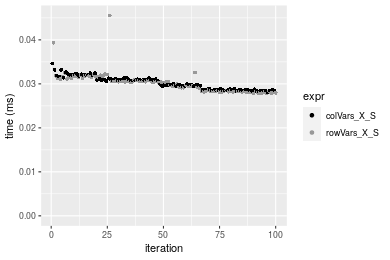 0.04
0.03
0.02
0.01
0.00
time (ms)
0
25
50
75
100
iteration
expr
colVars_X_S
rowVars_X_S